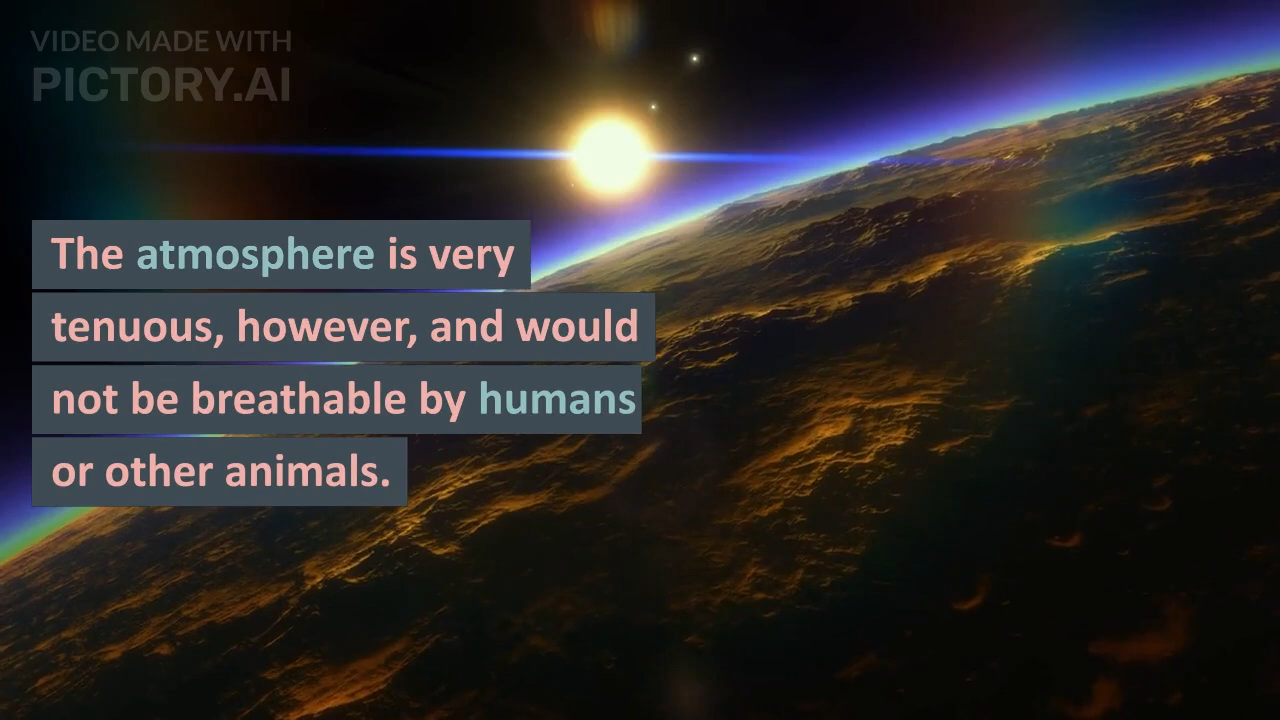 VIDEO MADE WITH
PICTORY.AI
The atmosphere is very
tenuous, however, and would
not be breathable by humans
or other animals.